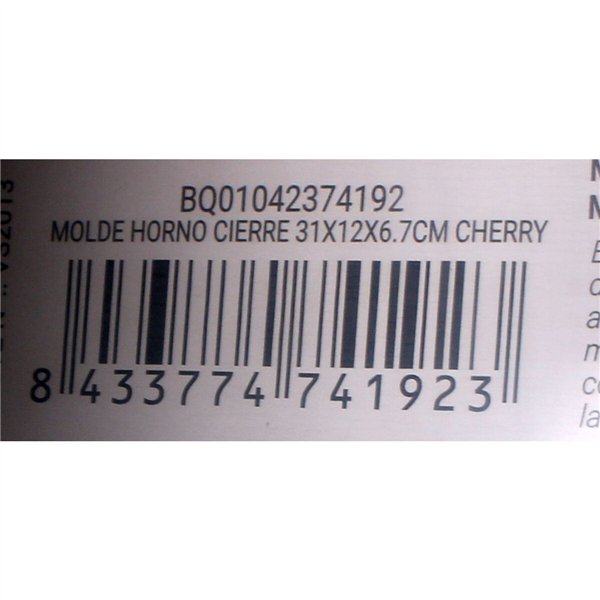 BQ01042374192
MOLDE HORNO CIERRE 31X12X6.7CM CHERRY
8 433774 741923